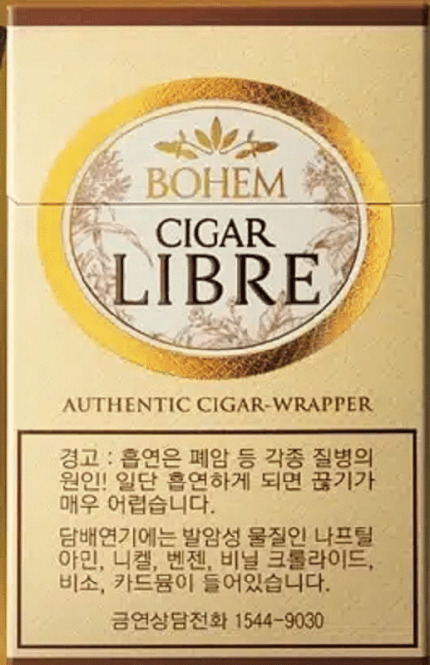 BOHEM
CIGAR
LIBRE
AUTHENTIC CIGAR-WRAPPER
경고 : 흡연은 폐암 등 각종 질병의
원인! 일단 흡연하게 되면 끊기가
매우 어렵습니다.
담배연기에는 발암성 물질인 나프틸
아민, 니켈, 벤젠, 비닐 크롤라이드,
비소, 카드뮴이 들어있습니다.
금연상담전화 1544-9030